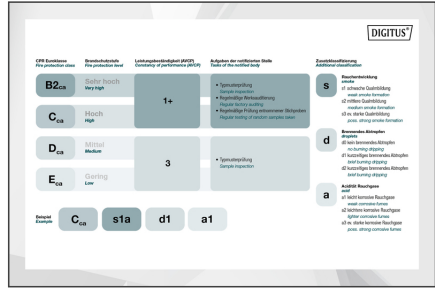 DIGITUS®
CPR Euroklasse
Fire protection class
Brandschutzstufe
Fire protection level
Leistungsbeständigkeit (AVCP)
Constancy of performance (AVCP)
Aufgaben der notifizierten Stelle
Tasks of the notified body
Zusatzklassifizierung
Additional classification
B2ca
Sehr hoch
Very high
1+
• Typmusterprüfung
Sample inspection
• Regelmäßige Werksauditierung
Regular factory auditing
• Regelmäßige Prüfung entnommener Stichproben
Regular testing of random samples taken
Cca
Hoch
High
Dca
Mittel
Medium
3
• Typmusterprüfung
Sample inspection
Eca
Gering
Low
s
Rauchentwicklung
smoke
s1 schwache Qualmbildung
weak smoke formation
s2 mittlere Qualmbildung
medium smoke formation
s3 ev. starke Qualmbildung
poss. strong smoke formation
d
Brennendes Abtropfen
droplets
d0 kein brennendes Abtropfen
no burning dripping
d1 kurzzeitiges brennendes Abtropfen
brief burning dripping
d2 kurzzeitiges brennendes Abtropfen
brief burning dripping
a
Acidität Rauchgase
acid
a1 leicht korrosive Rauchgase
weak corrosive fumes
a2 leichtere korrosive Rauchgase
lighter corrosive fumes
a3 ev. starke korrosive Rauchgase
poss. strong corrosive fumes
Beispiel
Example
Cca
s1a
d1
a1